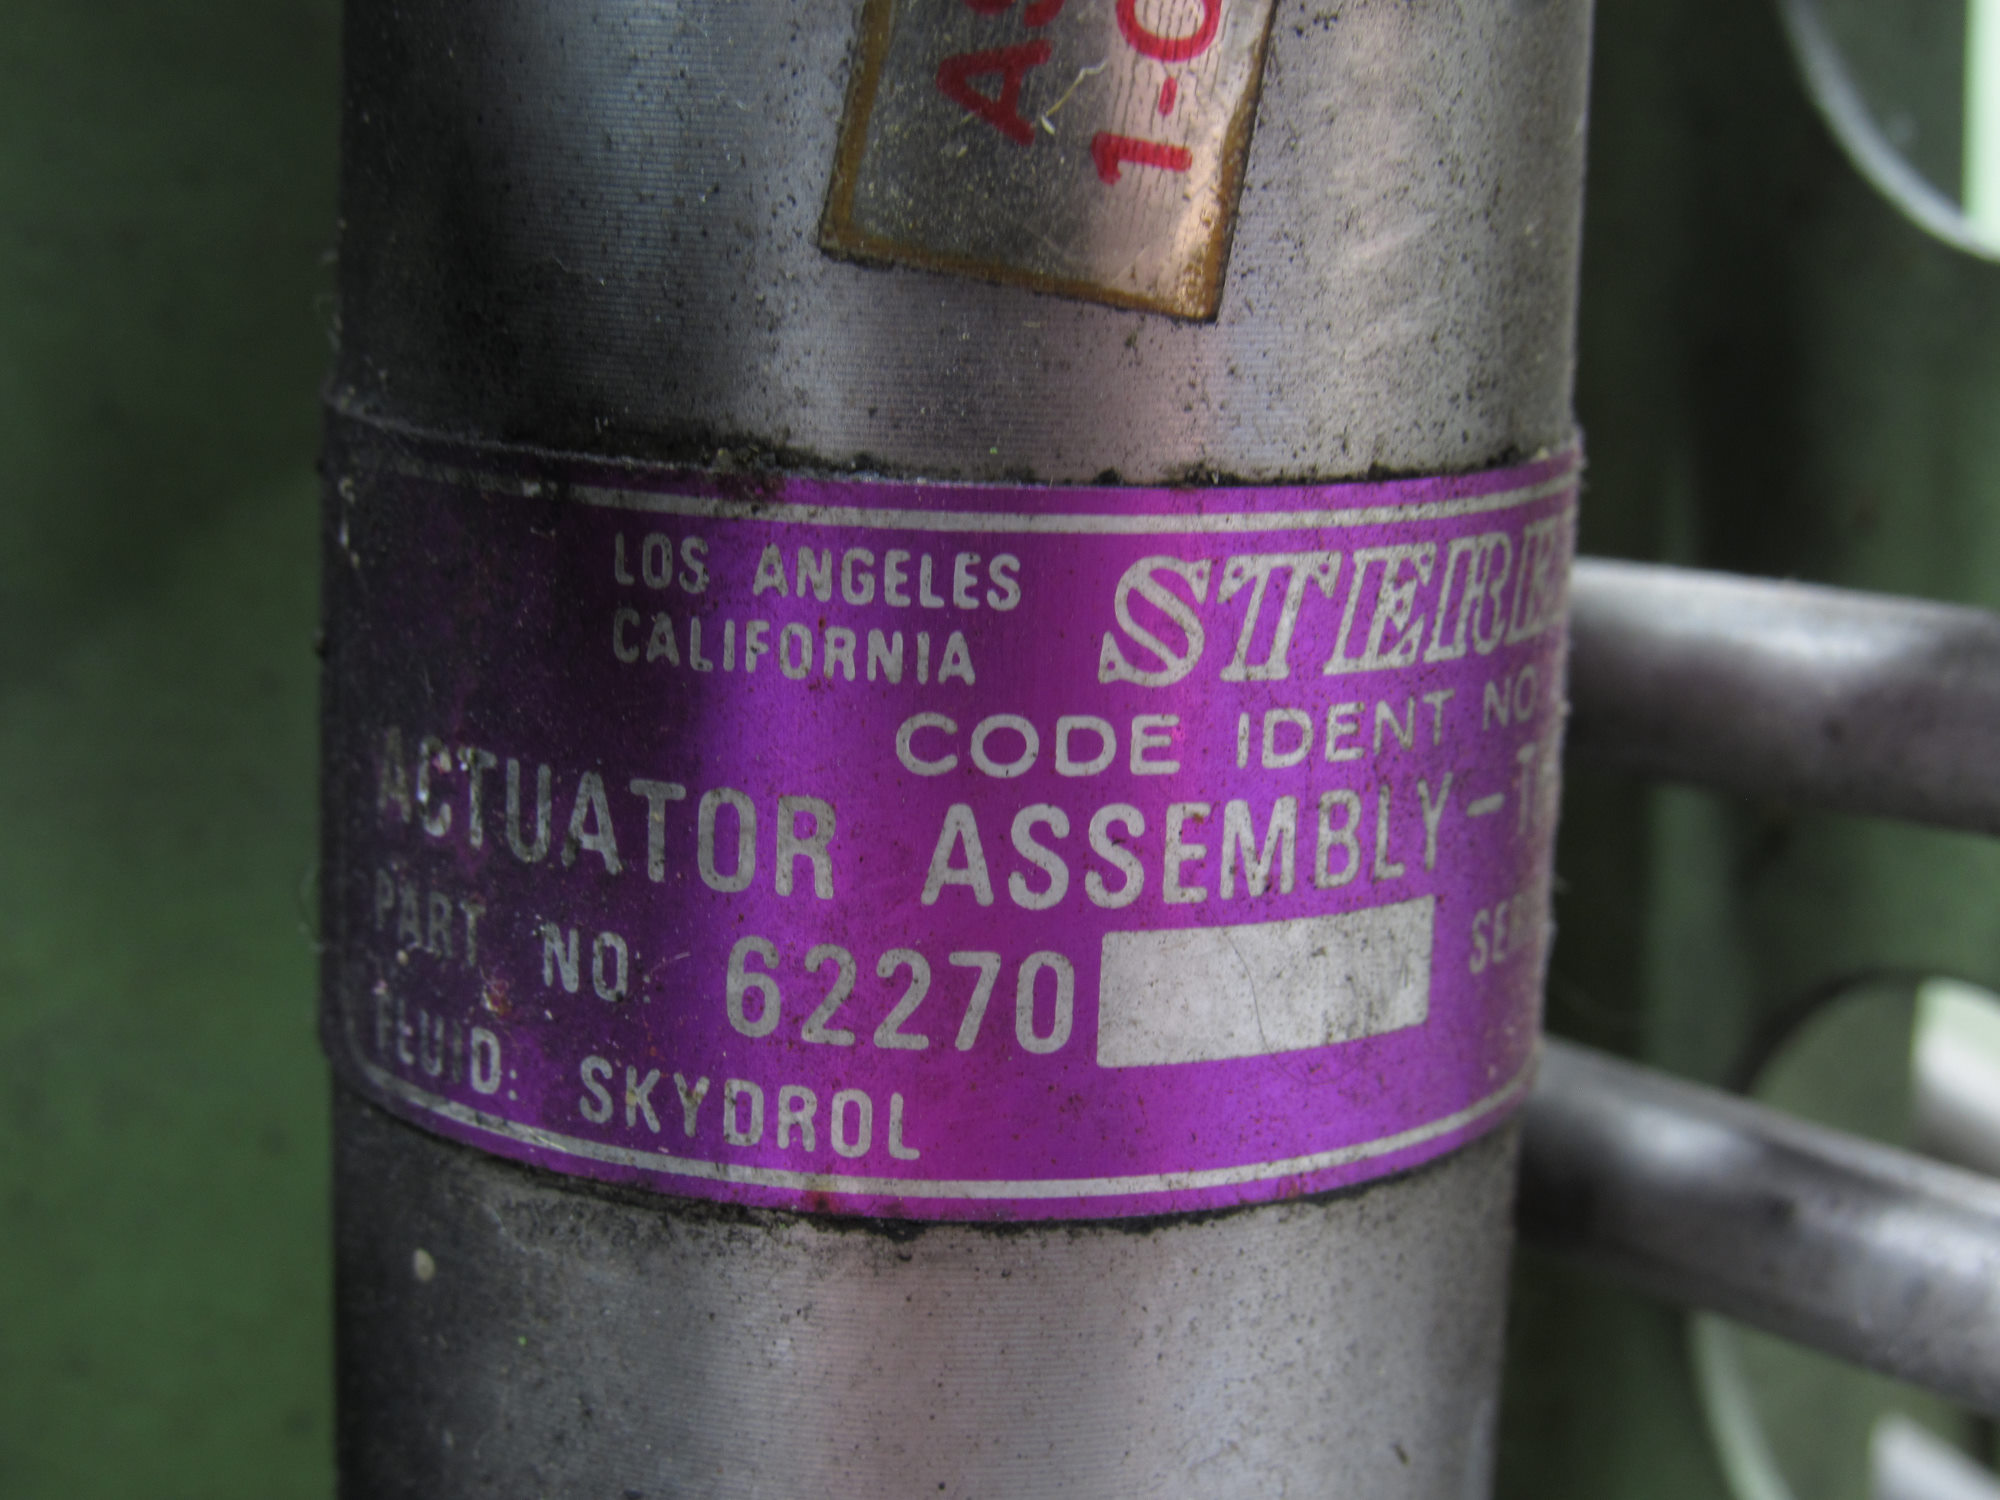 LOS ANGELES
CALIFORNIA
CODE IDENT NO.
ACTUATOR ASSEMBLY-
PART NO. 62270
FLUID: SKYDROL